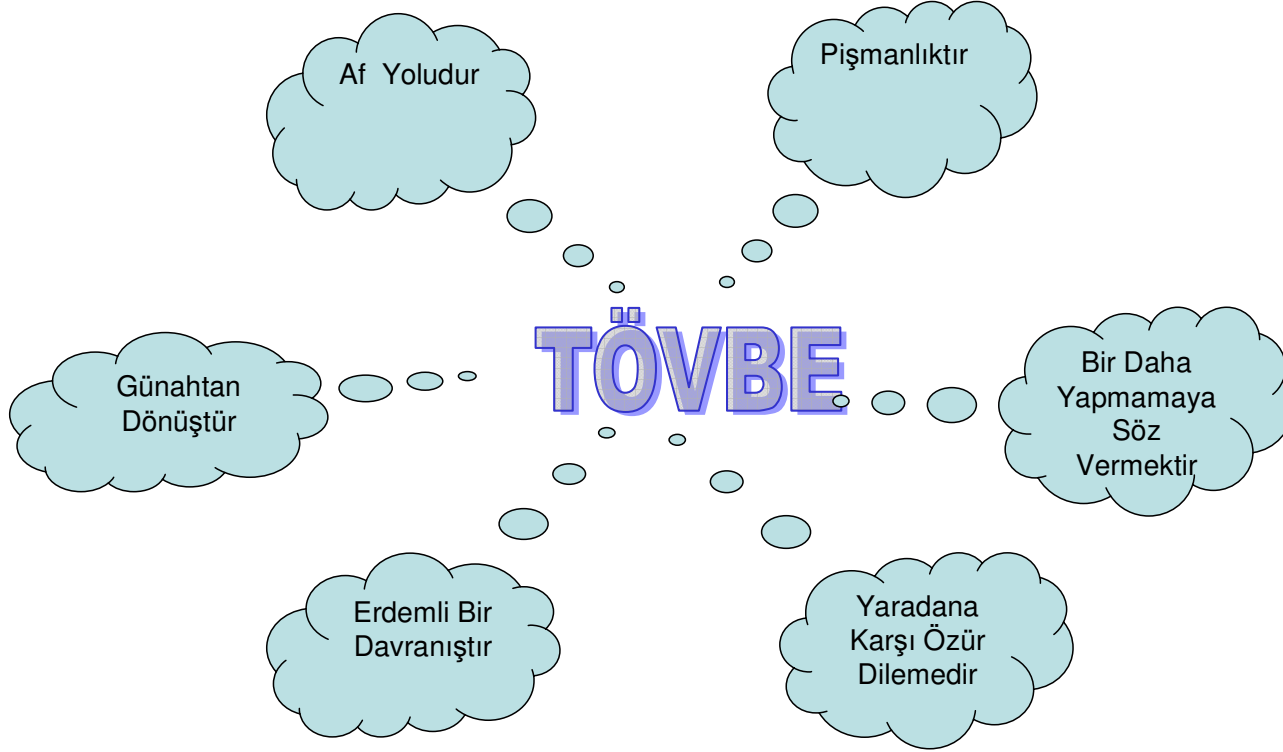 Af Yoludur
Pişmanlıktır
TÖVBE
Günahtan
Dönüştür
Bir Daha
Yapmamaya
Söz
Vermektir
Erdemli Bir
Davranıştır
Yaradana
Karşı Özür
Dilemedir